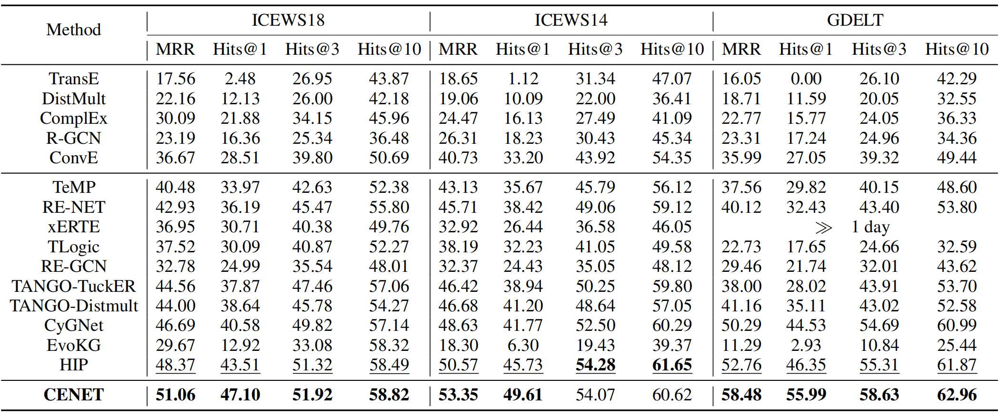 Method ICEWS18 ICEWS14 GDELT
MRR Hits@1 Hits@3 Hits@10 MRR Hits@1 Hits@3 Hits@10 MRR Hits@1 Hits@3 Hits@10
TransE 17.56 2.48 26.95 43.87 18.65 1.12 31.34 47.07 16.05 0.00 26.10 42.29
DistMult 22.16 12.13 26.00 42.18 19.06 10.09 22.00 36.41 18.71 11.59 20.05 32.55
ComplEx 30.09 21.88 34.15 45.96 24.47 16.13 27.49 41.09 22.77 15.77 24.05 36.33
R-GCN 23.19 16.36 25.34 36.48 26.31 18.23 30.43 45.34 23.31 17.24 24.96 34.36
ConvE 36.67 28.51 39.80 50.69 40.73 33.20 43.92 54.35 35.99 27.05 39.32 49.44
TeMP 40.48 33.97 42.63 52.38 43.13 35.67 45.79 56.12 37.56 29.82 40.15 48.60
RE-NET 42.93 36.19 45.47 55.80 45.71 38.42 49.06 59.12 40.12 32.43 43.40 53.80
xERTE 36.95 30.71 40.38 49.76 32.92 26.44 36.58 46.05 ≫ 1 day
TLogic 37.52 30.09 40.87 52.27 38.19 32.23 41.05 49.58 22.73 17.65 24.66 32.59
RE-GCN 32.78 24.99 35.54 48.01 32.37 24.43 35.05 48.12 29.46 21.74 32.01 43.62
TANGO-TuckER 44.56 37.87 47.46 57.06 46.42 38.94 50.25 59.80 38.00 28.02 43.91 53.70
TANGO-Distmult 44.00 38.64 45.78 54.27 46.68 41.20 48.64 57.05 41.16 35.11 43.02 52.58
CyGNet 46.69 40.58 49.82 57.14 48.63 41.77 52.50 60.29 50.29 44.53 54.69 60.99
EvoKG 29.67 12.92 33.08 58.32 18.30 6.30 19.43 39.37 11.29 2.93 10.84 25.44
HIP 48.37 43.51 51.32 58.49 50.57 45.73 54.28 61.65 52.76 46.35 55.31 61.87
CENET 51.06 47.10 51.92 58.82 53.35 49.61 54.07 60.62 58.48 55.99 58.63 62.96